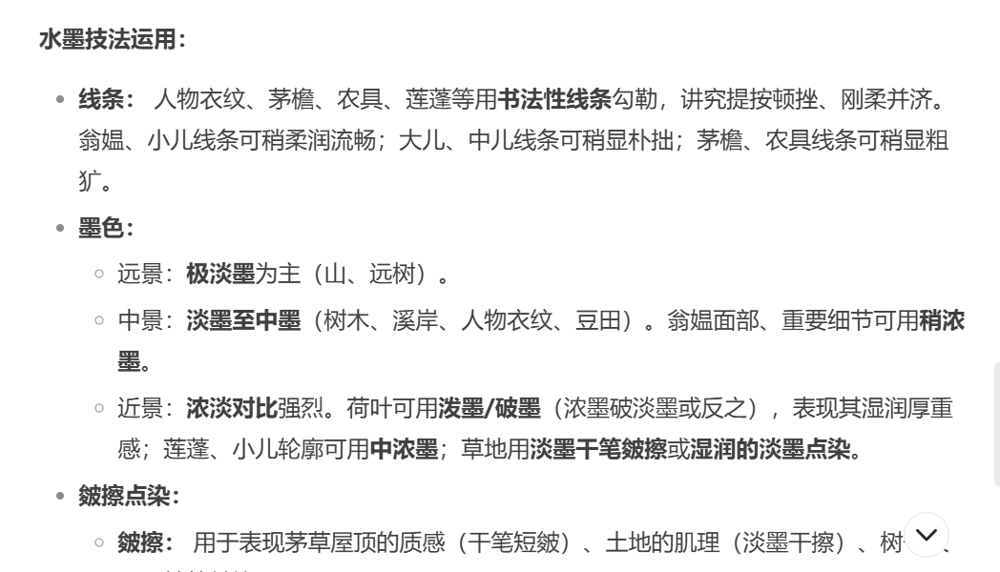 水墨技法运用：
线条： 人物衣纹、茅檐、农具、莲蓬等用书法性线条勾勒，讲究提按顿挫、刚柔并济。
翁媪、小儿线条可稍柔润流畅；大儿、中儿线条可稍显朴拙；茅檐、农具线条可稍显粗
犷。
墨色：
远景：极淡墨为主（山、远树）。
中景：淡墨至中墨（树木、溪岸、人物衣纹、豆田）。翁媪面部、重要细节可用稍浓
墨。
近景：浓淡对比强烈。荷叶可用泼墨/破墨（浓墨破淡墨或反之），表现其湿润厚重
感；莲蓬、小儿轮廓可用中浓墨；草地用淡墨干笔皴擦或湿润的淡墨点染。
皴擦点染：
皴擦： 用于表现茅草屋顶的质感（干笔短皴）、土地的肌理（淡墨干擦）、树